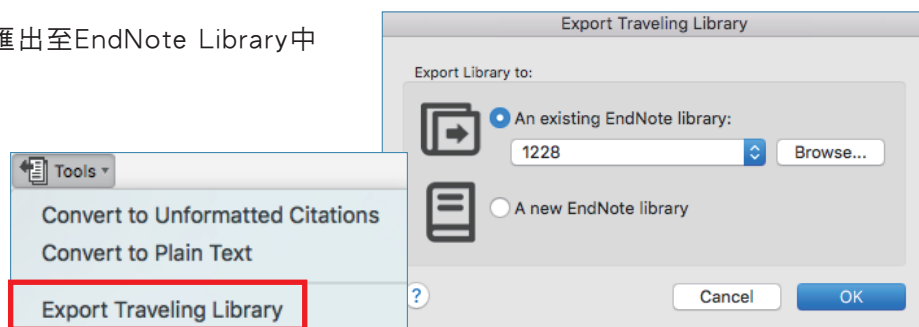 匯出至EndNote Library中
Export Traveling Library
Export Library to:
An existing EndNote library:
1228
Browse...
A new EndNote library
?
Cancel
OK
Tools
Convert to Unformatted Citations
Convert to Plain Text
Export Traveling Library